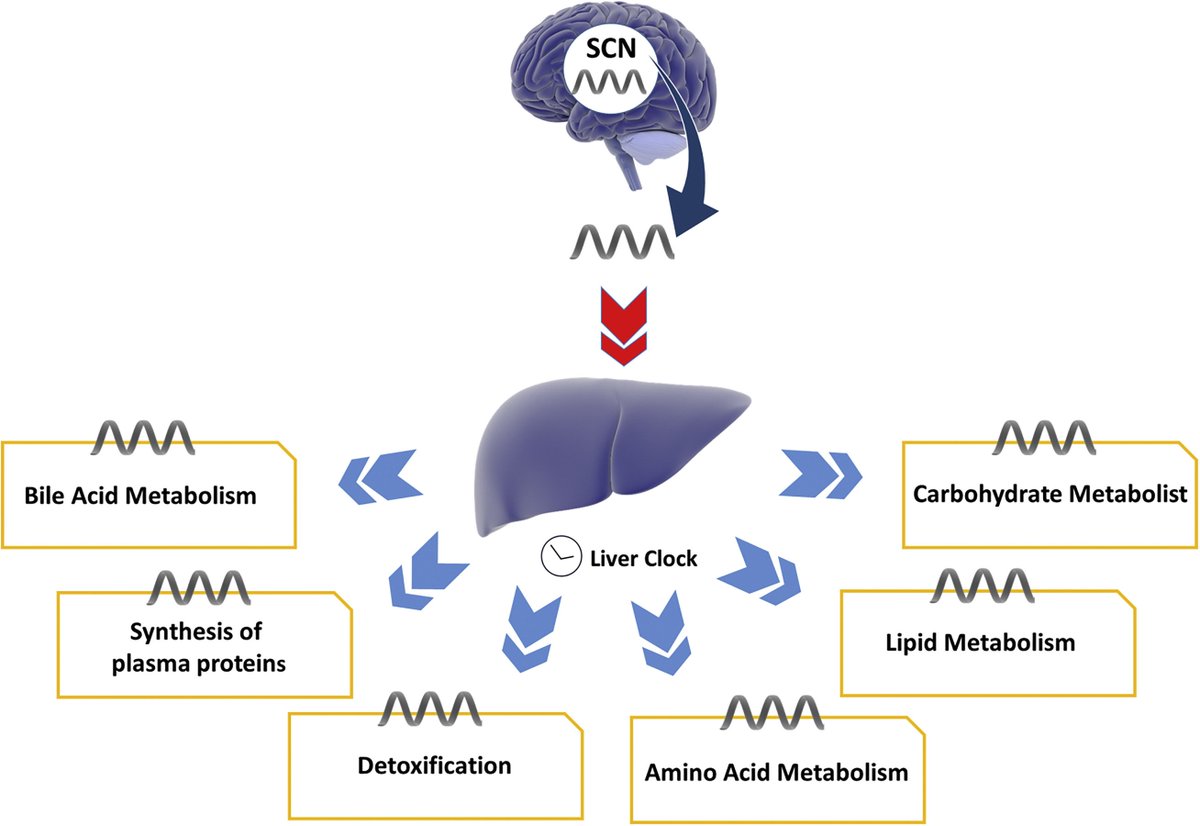 SCN
Bile Acid Metabolism
Carbohydrate Metabolist
Liver Clock
Synthesis of
plasma proteins
Lipid Metabolism
Detoxification
Amino Acid Metabolism